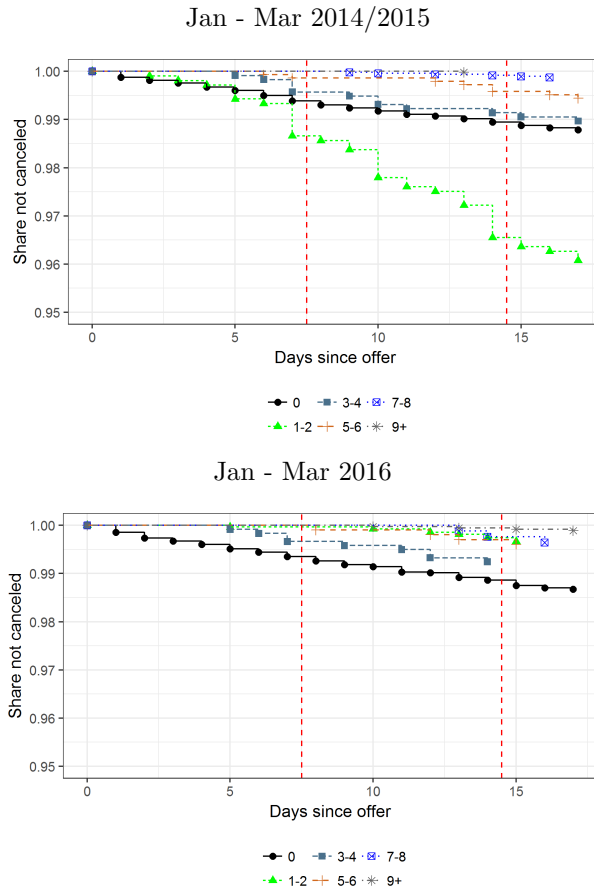 Jan - Mar 2014/2015
1.00
0.99
0.98
0.97
0.96
0.95
Share not canceled
0 5 10 15
Days since offer
0 3-4 7-8
1-2 5-6 9+
Jan - Mar 2016
1.00
0.99
0.98
0.97
0.96
0.95
Share not canceled
0 5 10 15
Days since offer
0 3-4 7-8
1-2 5-6 9+